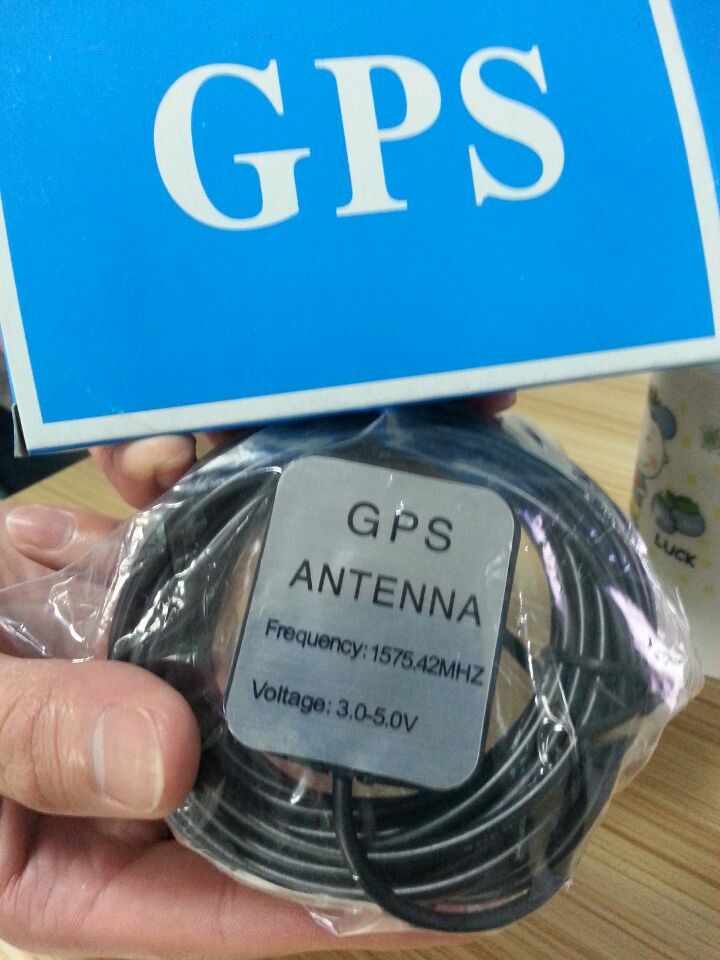 GPS
GPS
ANTENNA
Frequency: 1575.42MHZ
Voltage: 3.0-5.0V
LUCK